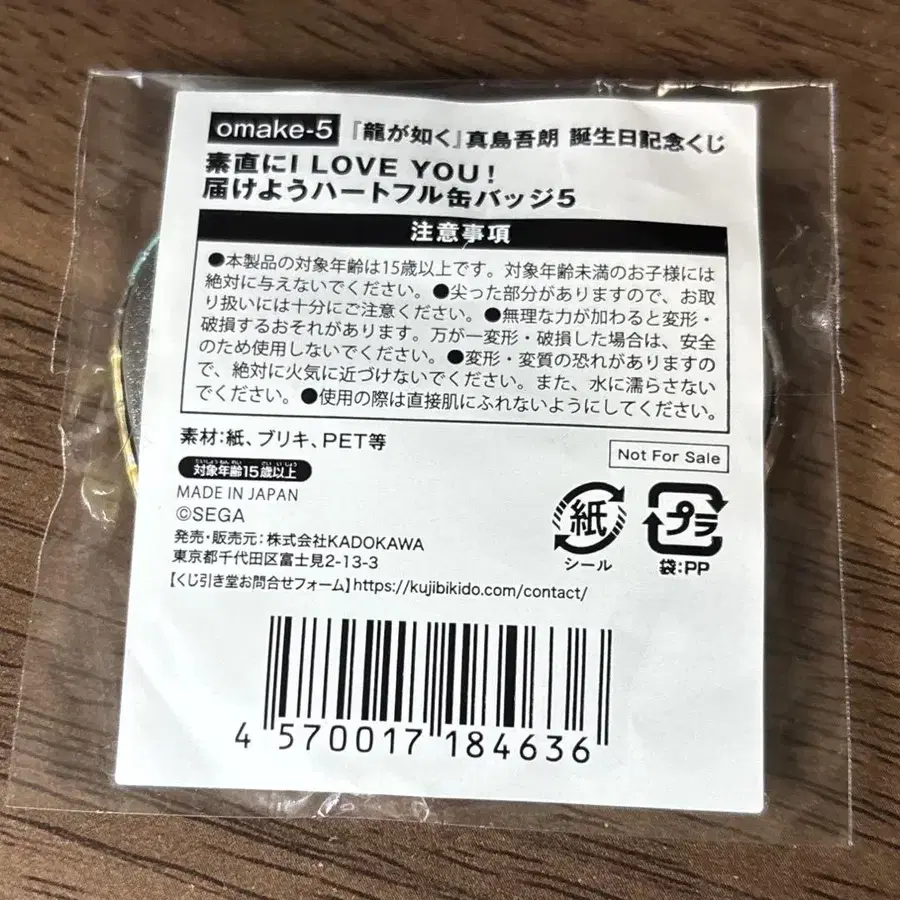 omake-5 『龍が如く』真島吾朗 誕生日記念くじ
素直にI LOVE YOU！
届けようハートフル缶バッジ5
注意事項
●本製品の対象年齢は15歳以上です。対象年齢未満のお子様には
絶対に与えないでください。●尖った部分がありますので、お取
り扱いには十分にご注意ください。●無理な力が加わると変形・
破損するおそれがあります。万が一変形・破損した場合は、安全
のため使用しないでください。●変形・変質の恐れがありますの
で、絶対に火気に近づけないでください。また、水に濡らさない
でください。●使用の際は直接肌にふれないようにしてください。
素材:紙、ブリキ、PET等
Not For Sale
たいしょうねんれい さいいじょう
対象年齢15歳以上
MADE IN JAPAN
©SEGA
発売・販売元：株式会社KADOKAWA
東京都千代田区富士見2-13-3
【くじ引き堂お問合せフォーム】https://kujibikido.com/contact/
紙
シール
プラ
袋:PP
4 570017 184636